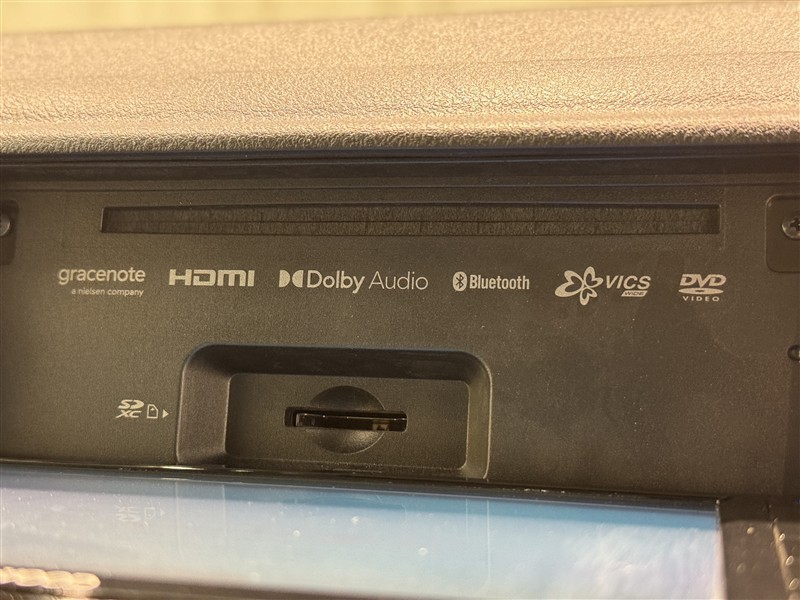 gracenote
a nielsen company
HDMI
Dolby Audio
Bluetooth
VICS
WIDE
DVD
VIDEO
SD
XC